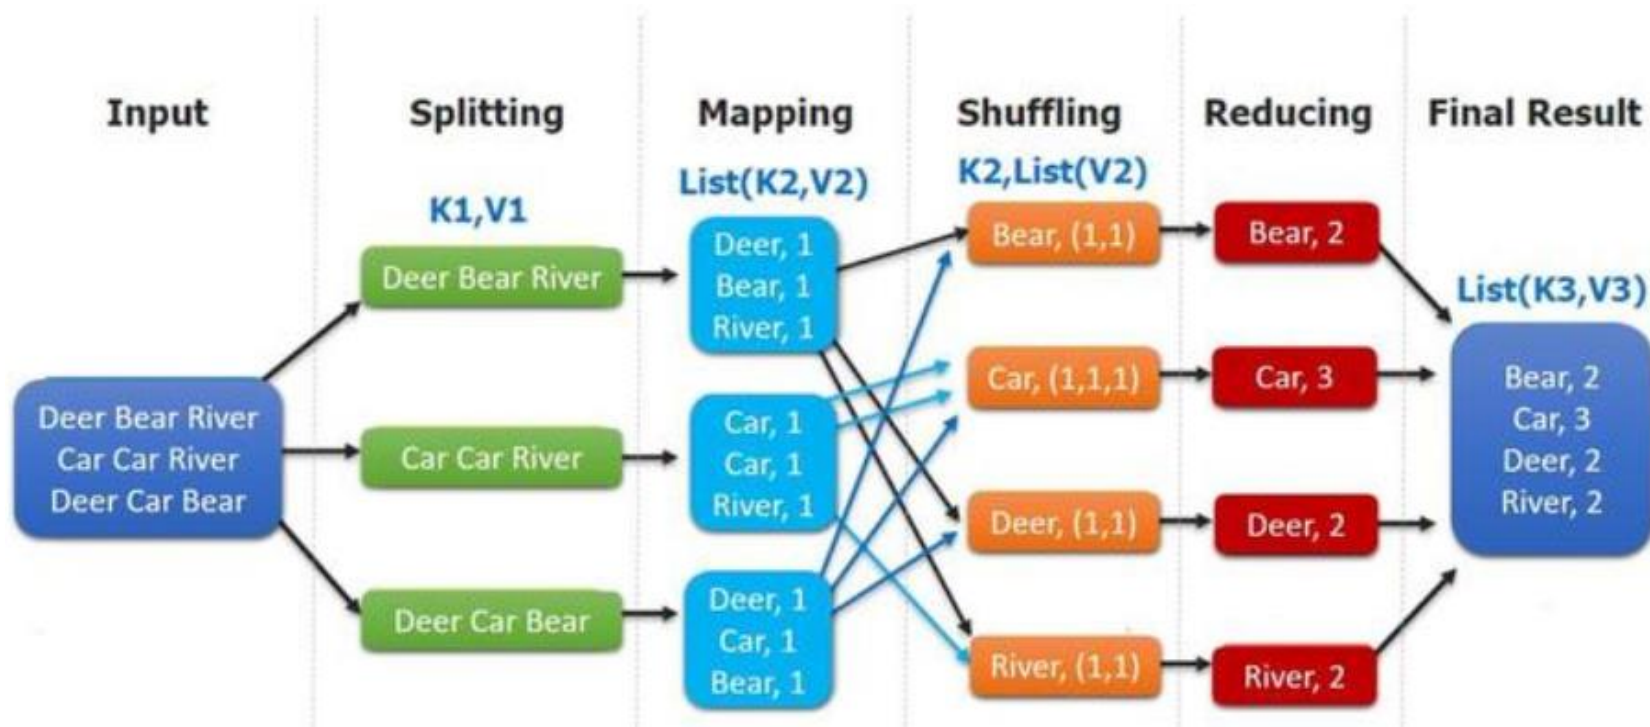 Input
Splitting
Mapping
Shuffling
Reducing
Final Result
K1,V1
List(K2,V2)
K2,List(V2)
List(K3,V3)
Deer Bear River
Car Car River
Deer Car Bear
Deer Bear River
Car Car River
Deer Car Bear
Deer, 1
Bear, 1
River, 1
Car, 1
Car, 1
River, 1
Deer, 1
Car, 1
Bear, 1
Bear, (1,1)
Car, (1,1,1)
Deer, (1,1)
River, (1,1)
Bear, 2
Car, 3
Deer, 2
River, 2
Bear, 2
Car, 3
Deer, 2
River, 2